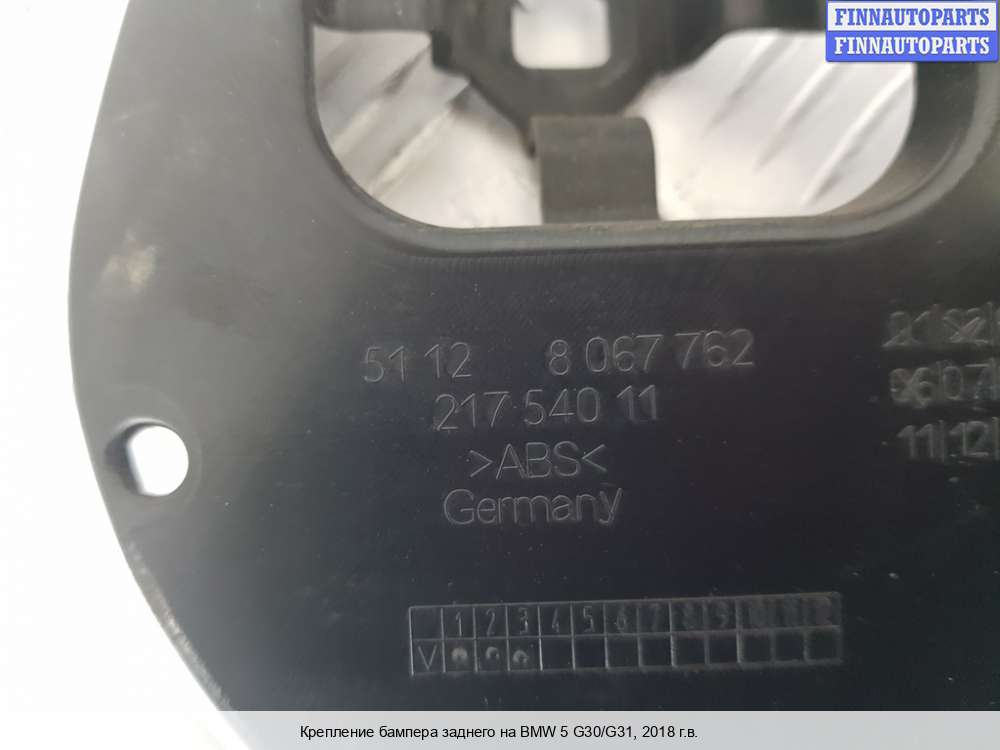 FINNAUTOPARTS
FINNAUTOPARTS
51 12 8 067 762
217 540 11
>ABS<
Germany
07
11 12
1 2 3 4 5 6 7 8 9
V
Крепление бампера заднего на BMW 5 G30/G31, 2018 г.в.